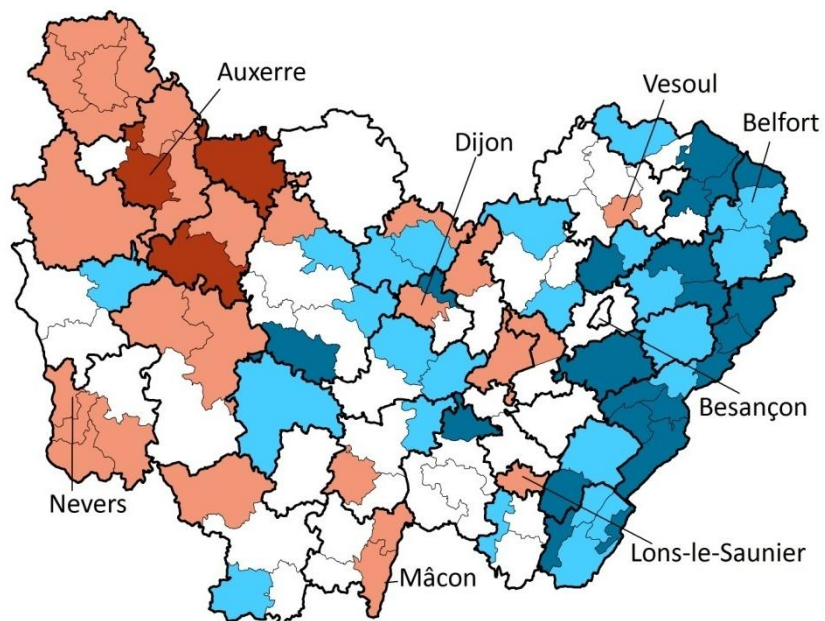 Auxerre
Vesoul
Belfort
Dijon
Besançon
Nevers
Lons-le-Saunier
Mâcon